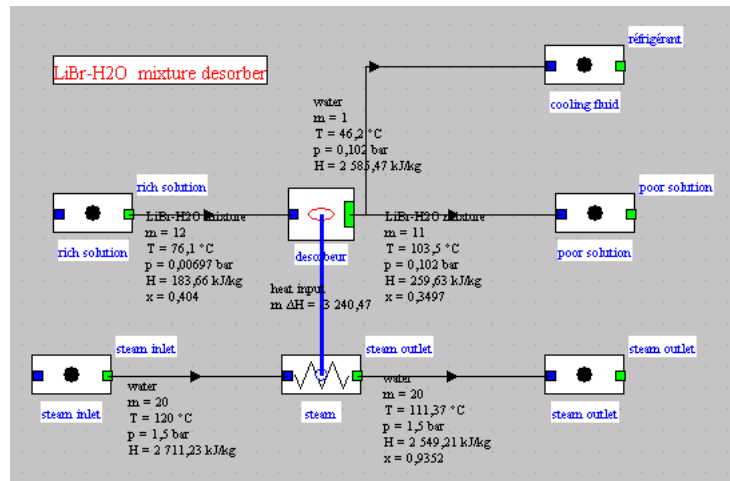 réfrigérant
LiBr-H2O mixture desorber
cooling fluid
water
m = 1
T = 46,2 °C
p = 0,102 bar
H = 2 585,47 kJ/kg
rich solution
poor solution
LiBr-H2O mixture
m = 12
T = 76,1 °C
p = 0,00697 bar
H = 183,66 kJ/kg
x = 0,404
LiBr-H2O mixture
m = 11
T = 103,5 °C
p = 0,102 bar
H = 259,63 kJ/kg
x = 0,3497
rich solution
desorbeur
poor solution
heat input
m ΔH = 3 240,47
steam inlet
steam outlet
steam outlet
water
m = 20
T = 120 °C
p = 1,5 bar
H = 2 711,23 kJ/kg
water
m = 20
T = 111,37 °C
p = 1,5 bar
H = 2 549,21 kJ/kg
x = 0,9352
steam inlet
steam
steam outlet